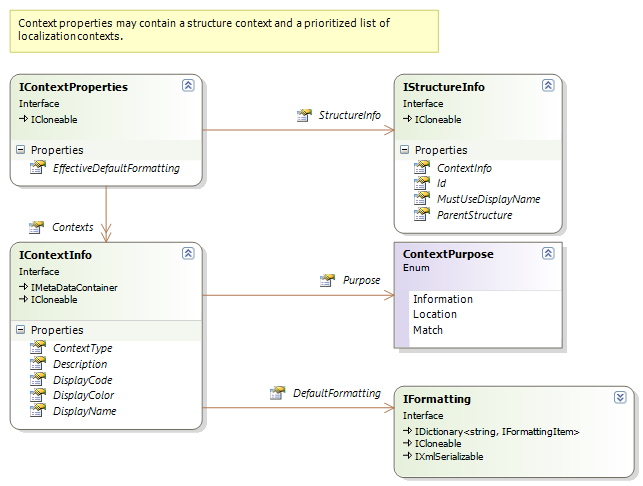 Context properties may contain a structure context and a prioritized list of
localization contexts.
IContextProperties
Interface
ICloneable
Properties
EffectiveDefaultFormatting
StructureInfo
IStructureInfo
Interface
ICloneable
Properties
ContextInfo
Id
MustUseDisplayName
ParentStructure
Contexts
IContextInfo
Interface
IMetaDataContainer
ICloneable
Properties
ContextType
Description
DisplayCode
DisplayColor
DisplayName
Purpose
ContextPurpose
Enum
Information
Location
Match
DefaultFormatting
IFormatting
Interface
IDictionary<string, IFormattingItem>
ICloneable
IXmlSerializable